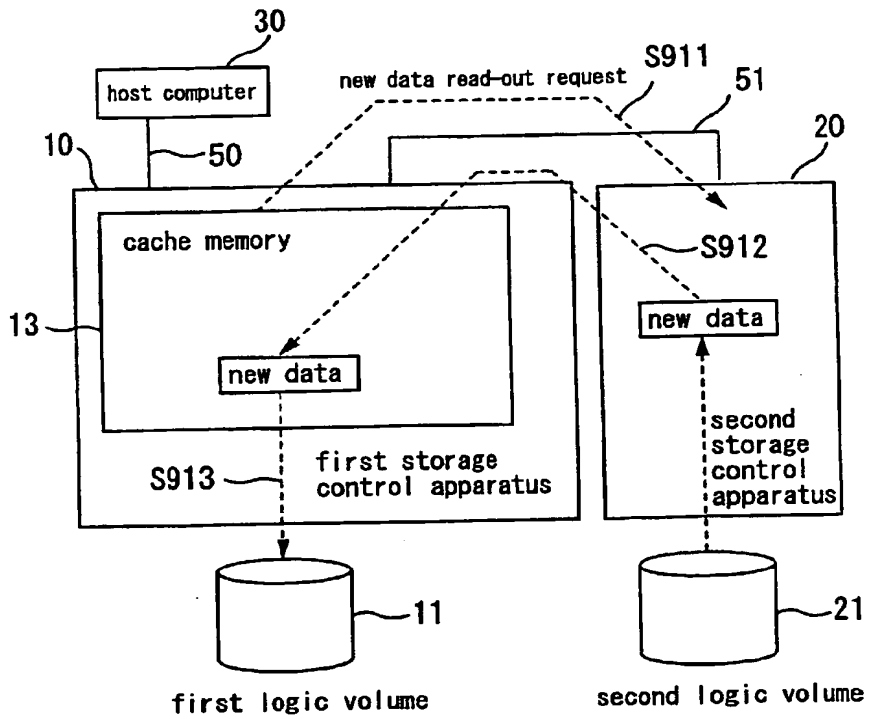 30
host computer
new data read-out request
S911
51
10
50
20
cache memory
S912
13
new data
new data
S913
first storage
control apparatus
second
storage
control
apparatus
11
21
first logic volume
second logic volume